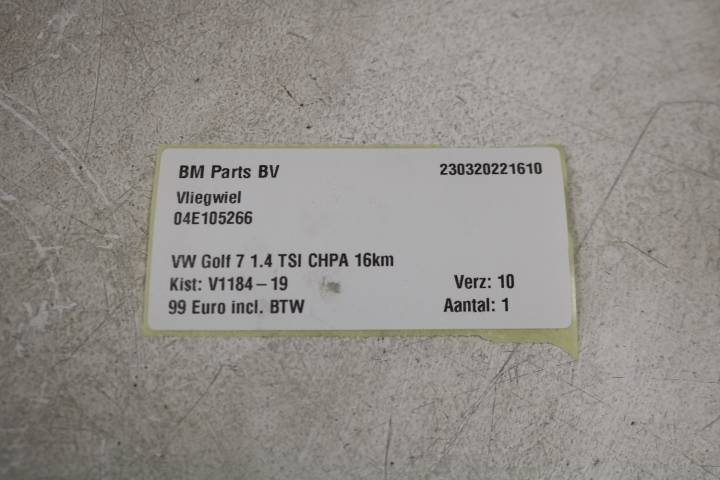 BM Parts BV 230320221610
Vliegwiel
04E105266
VW Golf 7 1.4 TSI CHPA 16km
Kist: V1184-19 Verz: 10
99 Euro incl. BTW Aantal: 1